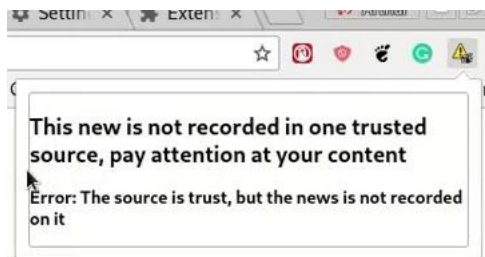 Settin
Exten
This new is not recorded in one trusted
source, pay attention at your content
Error: The source is trust, but the news is not recorded
on it